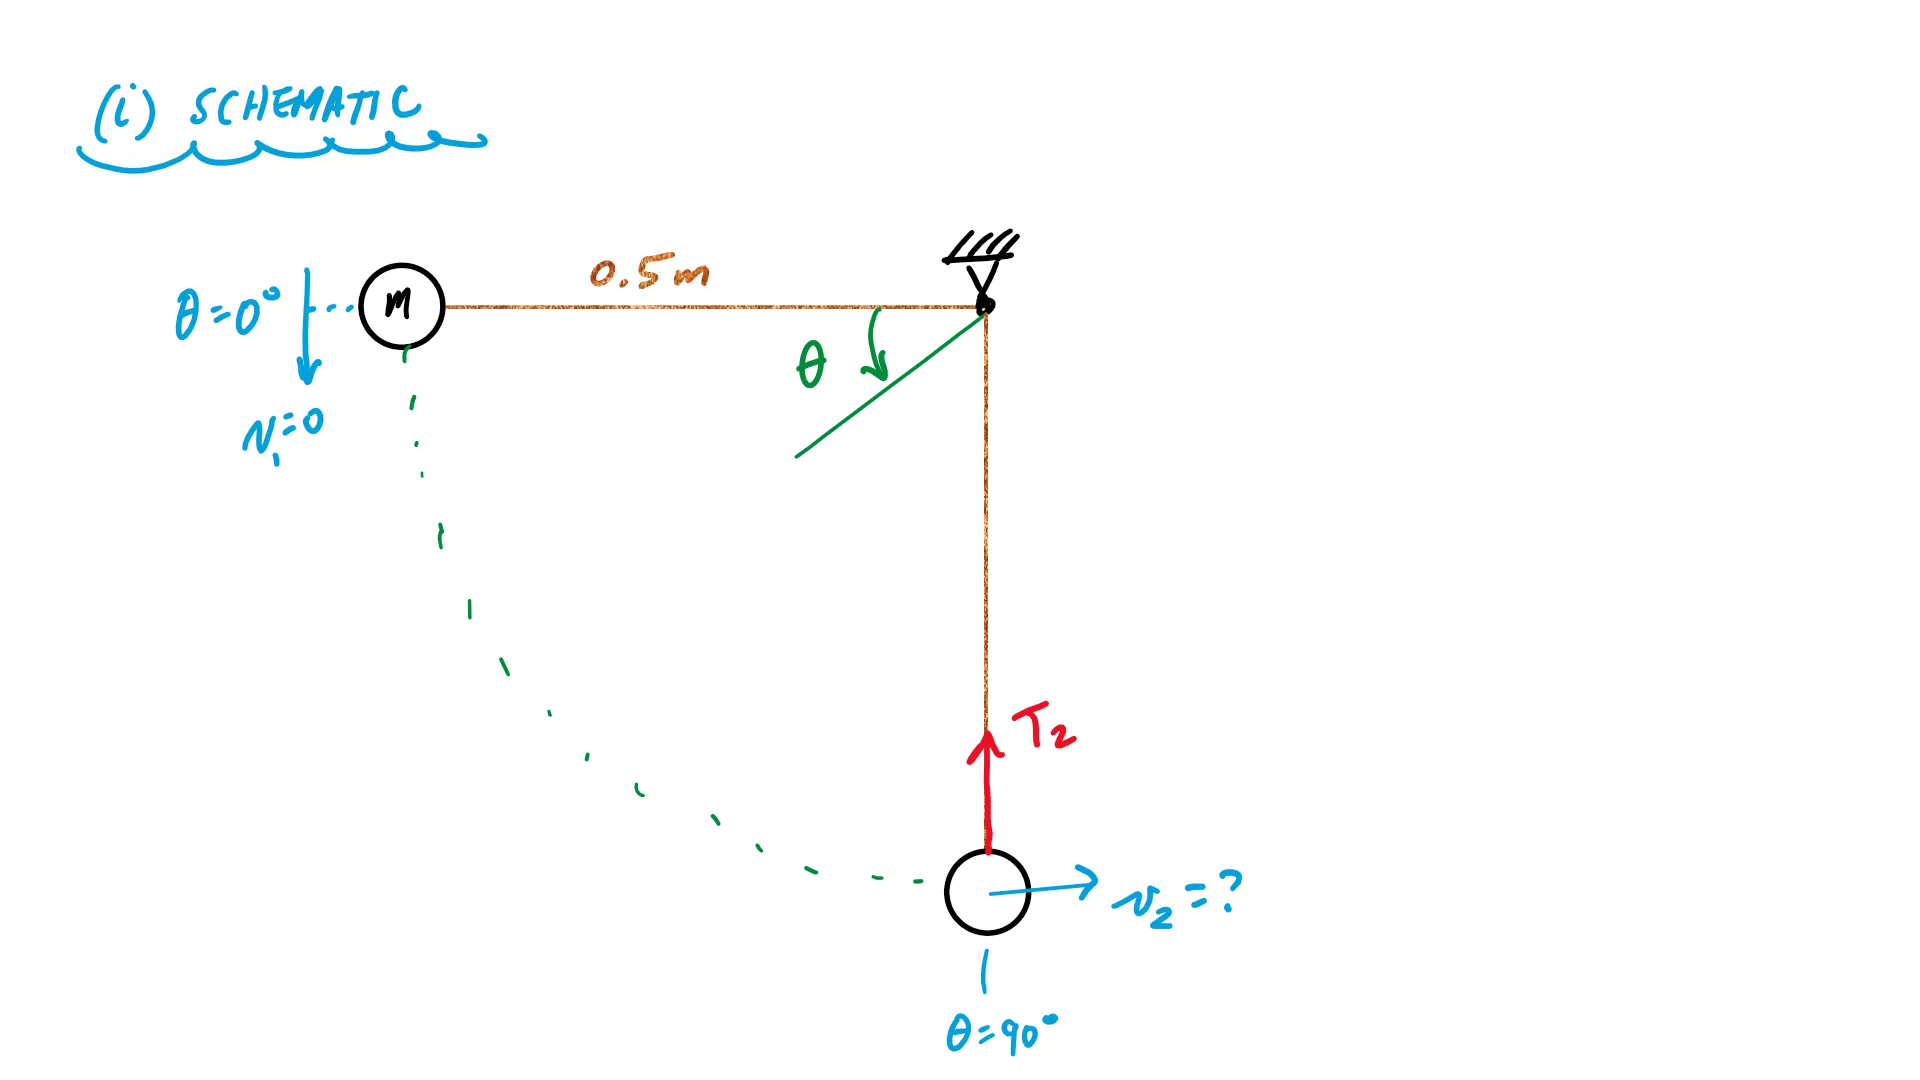 (i) SCHEMATIC
0.5m
θ=0°
m
θ
v₁=0
T₂
v₂=?
θ=90°